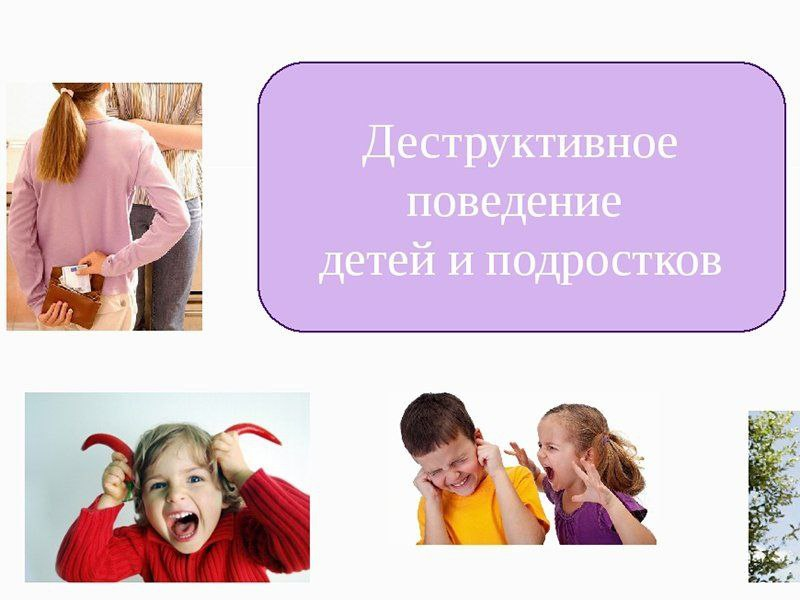 Деструктивное
поведение
детей и подростков